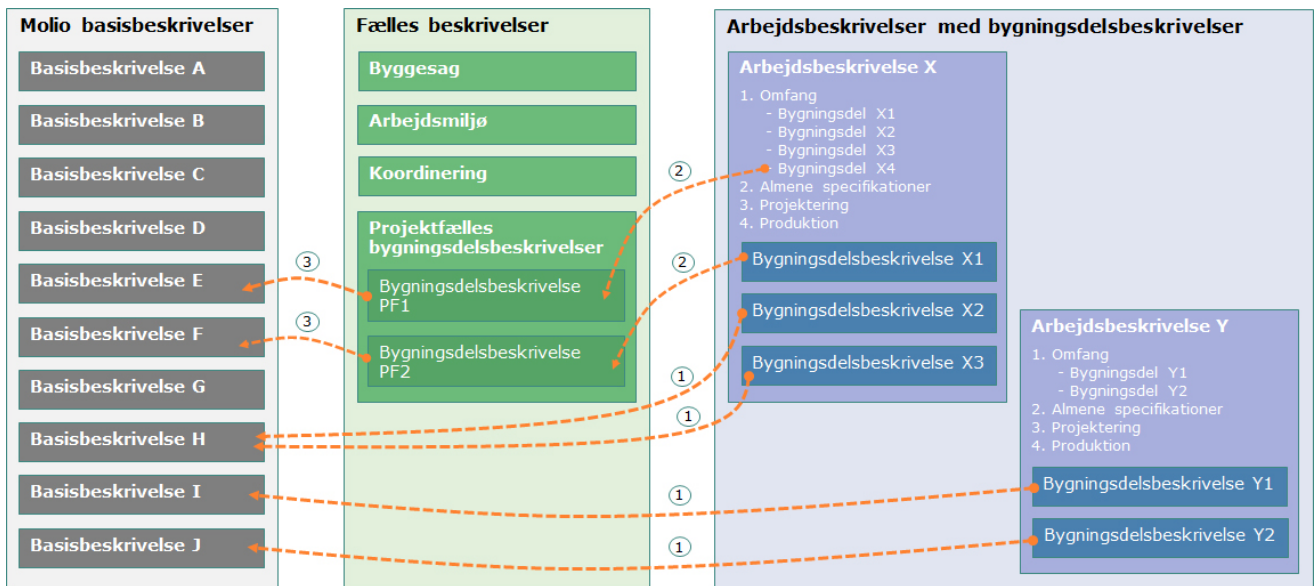 Molio basisbeskrivelser
Basisbeskrivelse A
Basisbeskrivelse B
Basisbeskrivelse C
Basisbeskrivelse D
Basisbeskrivelse E
Basisbeskrivelse F
Basisbeskrivelse G
Basisbeskrivelse H
Basisbeskrivelse I
Basisbeskrivelse J
Fælles beskrivelser
Byggesag
Arbejdsmiljø
Koordinering
Projektfælles
bygningsdelsbeskrivelser
Bygningsdelsbeskrivelse
PF1
Bygningsdelsbeskrivelse
PF2
3
3
2
2
1
1
1
1
Arbejdsbeskrivelser med bygningsdelsbeskrivelser
Arbejdsbeskrivelse X
1. Omfang
- Bygningsdel X1
- Bygningsdel X2
- Bygningsdel X3
- Bygningsdel X4
2. Almene specifikationer
3. Projektering
4. Produktion
Bygningsdelsbeskrivelse X1
Bygningsdelsbeskrivelse X2
Bygningsdelsbeskrivelse X3
Arbejdsbeskrivelse Y
1. Omfang
- Bygningsdel Y1
- Bygningsdel Y2
2. Almene specifikationer
3. Projektering
4. Produktion
Bygningsdelsbeskrivelse Y1
Bygningsdelsbeskrivelse Y2